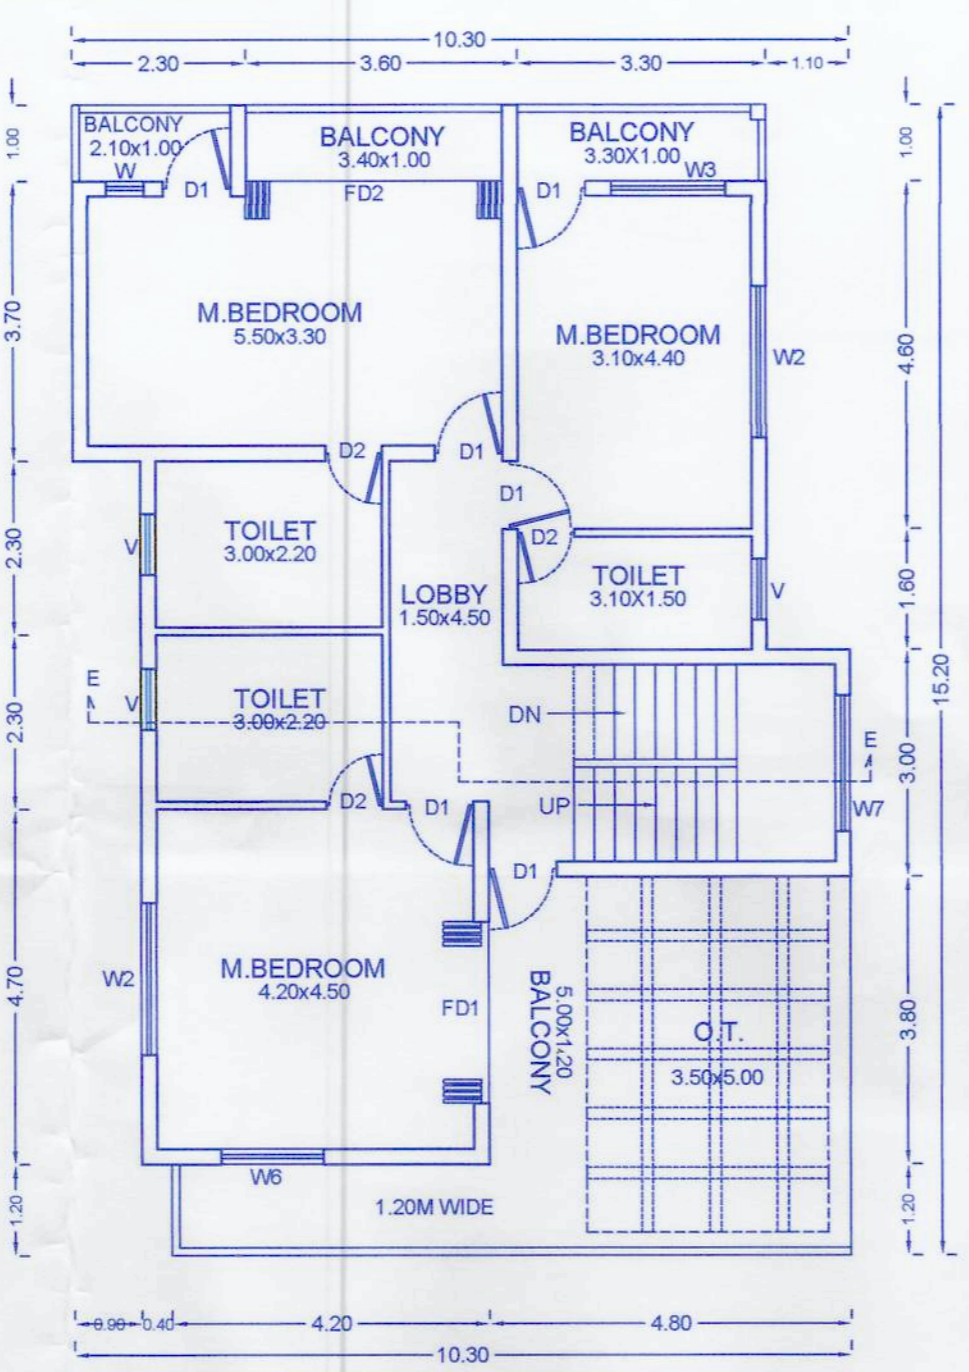 10.30
2.30 3.60 3.30 1.10
1.00
BALCONY
2.10x1.00
W
D1
BALCONY
3.40x1.00
FD2
BALCONY
3.30X1.00
W3
D1
1.00
3.70
M.BEDROOM
5.50x3.30
M.BEDROOM
3.10x4.40
W2
4.60
D2
D1
D1
D2
2.30
V
TOILET
3.00x2.20
LOBBY
1.50x4.50
TOILET
3.10X1.50
V
1.60
15.20
2.30
E
V
TOILET
3.00x2.20
DN
UP
E
W7
3.00
D2
D1
D1
4.70
W2
M.BEDROOM
4.20x4.50
FD1
5.00x1.20
BALCONY
O.T.
3.50x5.00
3.80
W6
1.20
1.20M WIDE
1.20
0.90 0.40 4.20 4.80
10.30